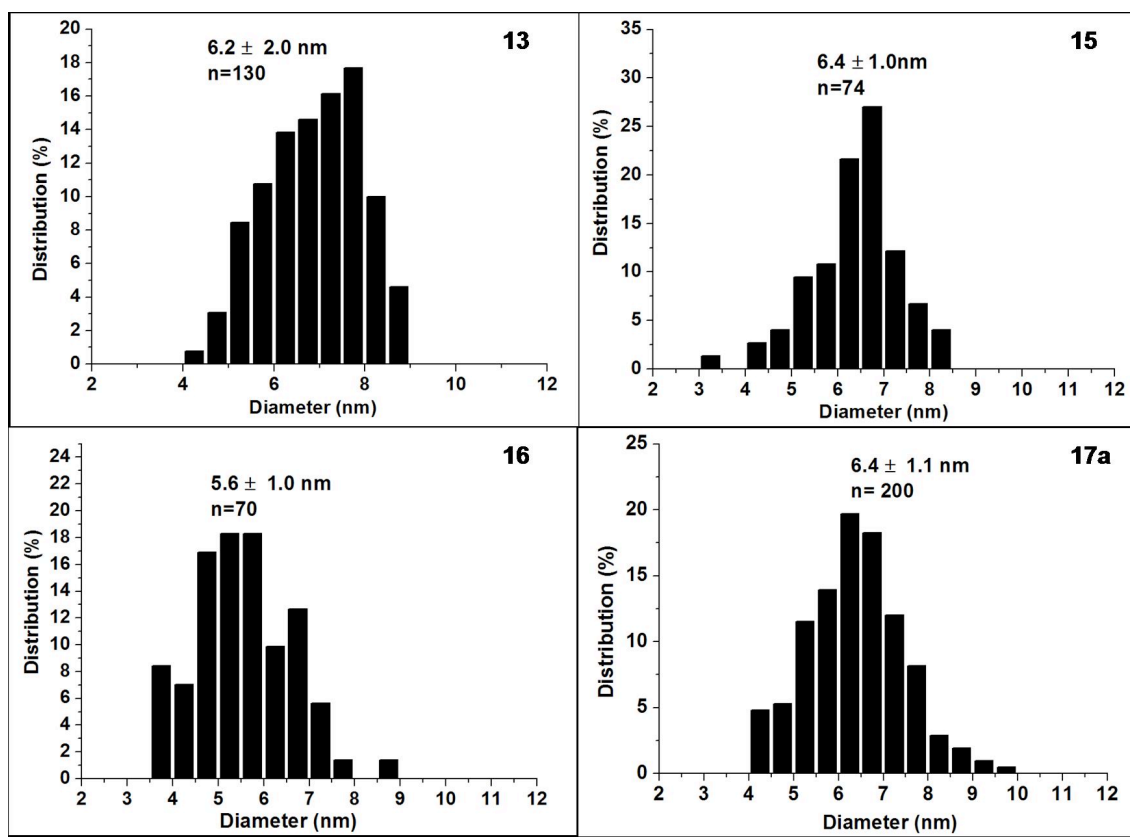 13
6.2 ± 2.0 nm
n=130
Distribution (%)
20
18
16
14
12
10
8
6
4
2
0
2 4 6 8 10 12
Diameter (nm)
15
6.4 ± 1.0nm
n=74
Distribution (%)
35
30
25
20
15
10
5
0
2 3 4 5 6 7 8 9 10 11 12
Diameter (nm)
16
5.6 ± 1.0 nm
n=70
Distribution (%)
24
22
20
18
16
14
12
10
8
6
4
2
0
2 3 4 5 6 7 8 9 10 11 12
Diameter (nm)
17a
6.4 ± 1.1 nm
n= 200
Distribution (%)
25
20
15
10
5
0
2 3 4 5 6 7 8 9 10 11 12
Diameter (nm)